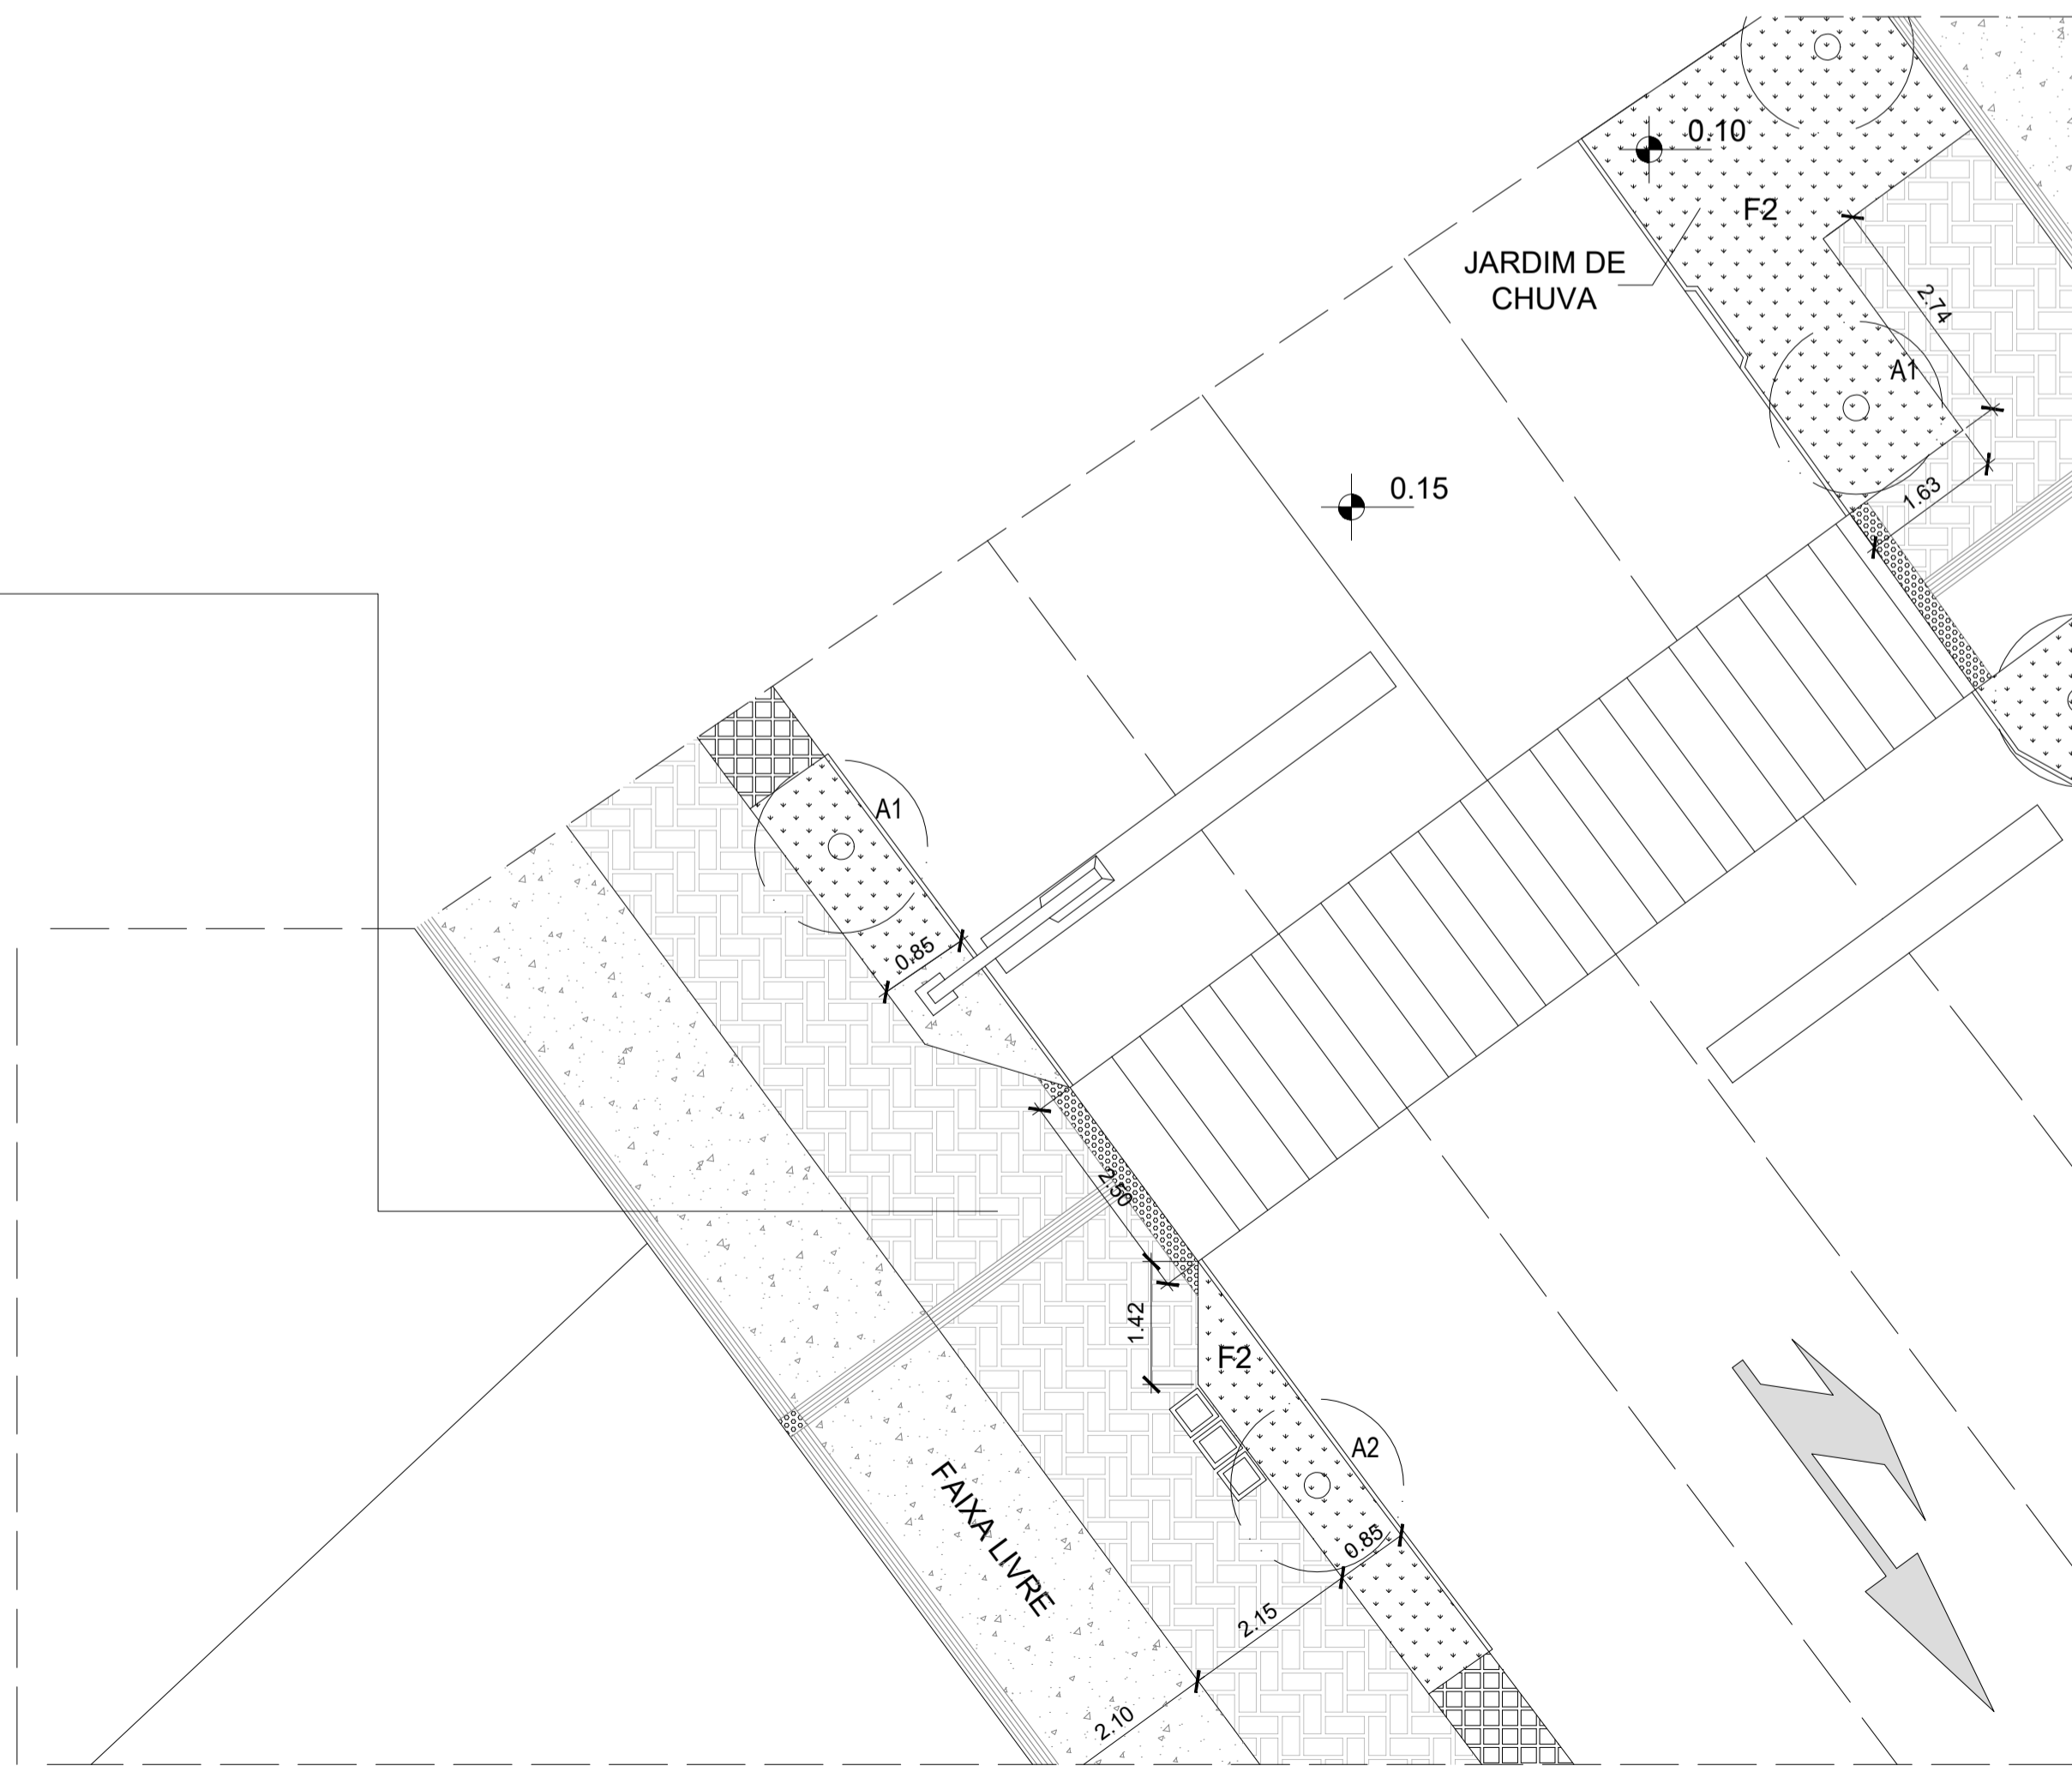 0.10
F2
JARDIM DE
CHUVA
2.74
A1
0.15
1.63
A1
0.85
2.50
1.42
F2
A2
FAIXA LIVRE
0.85
2.15
2.10